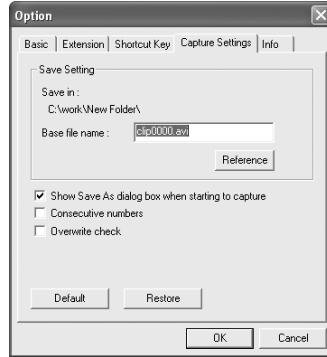 Option
Basic Extension Shortcut Key Capture Settings Info
Save Setting
Save in :
C:\work\New Folder\
Base file name : clip0000.avi
Reference
Show Save As dialog box when starting to capture
Consecutive numbers
Overwrite check
Default Restore
OK Cancel